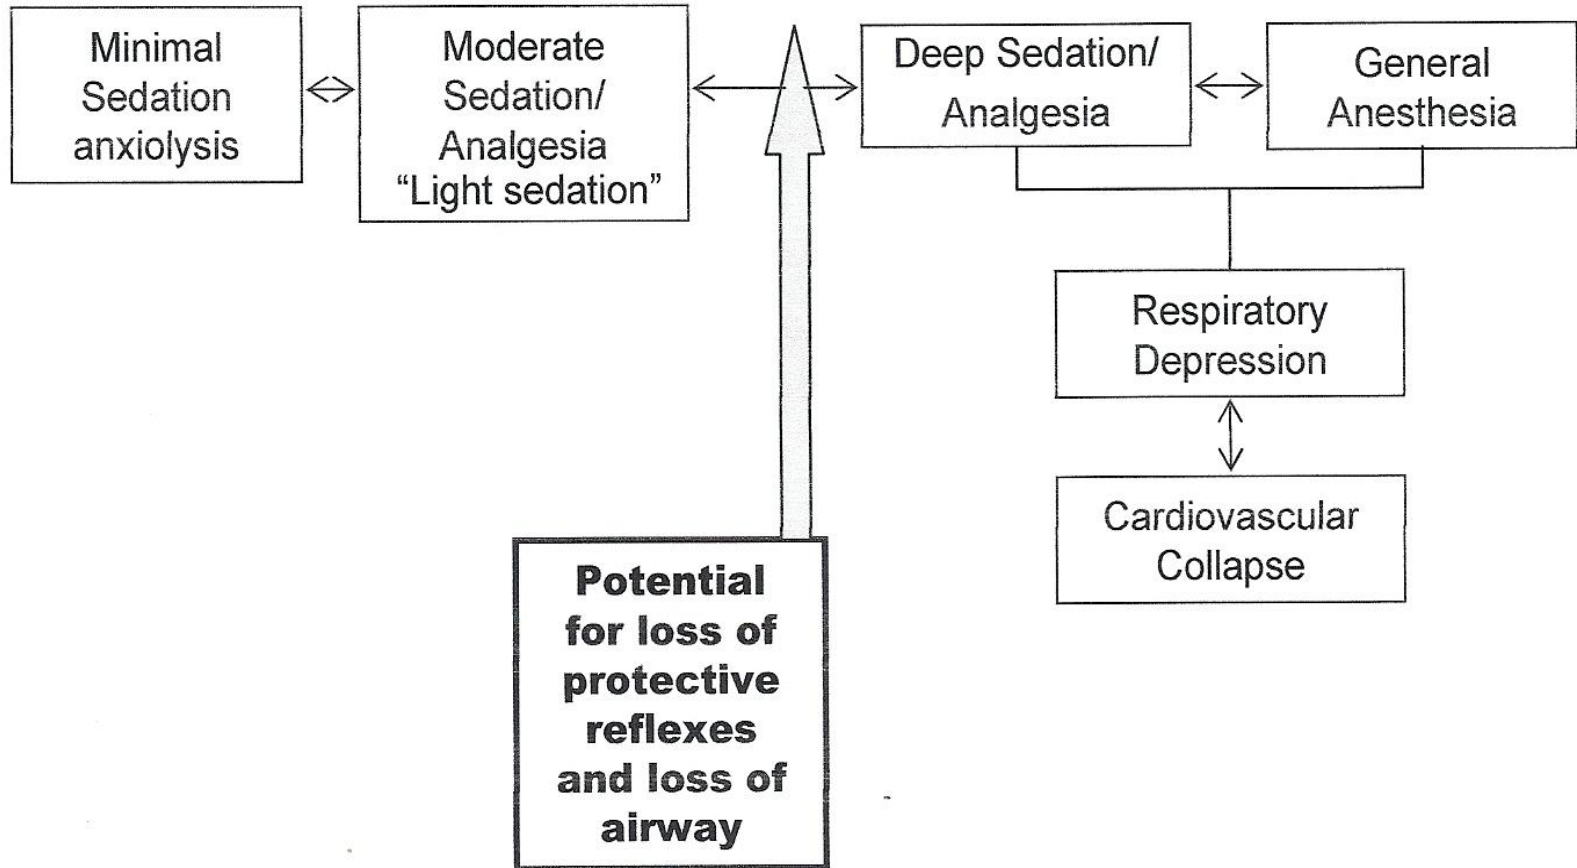 Minimal
Sedation
anxiolysis
Moderate
Sedation/
Analgesia
“Light sedation”
Deep Sedation/
Analgesia
General
Anesthesia
Respiratory
Depression
Cardiovascular
Collapse
Potential
for loss of
protective
reflexes
and loss of
airway